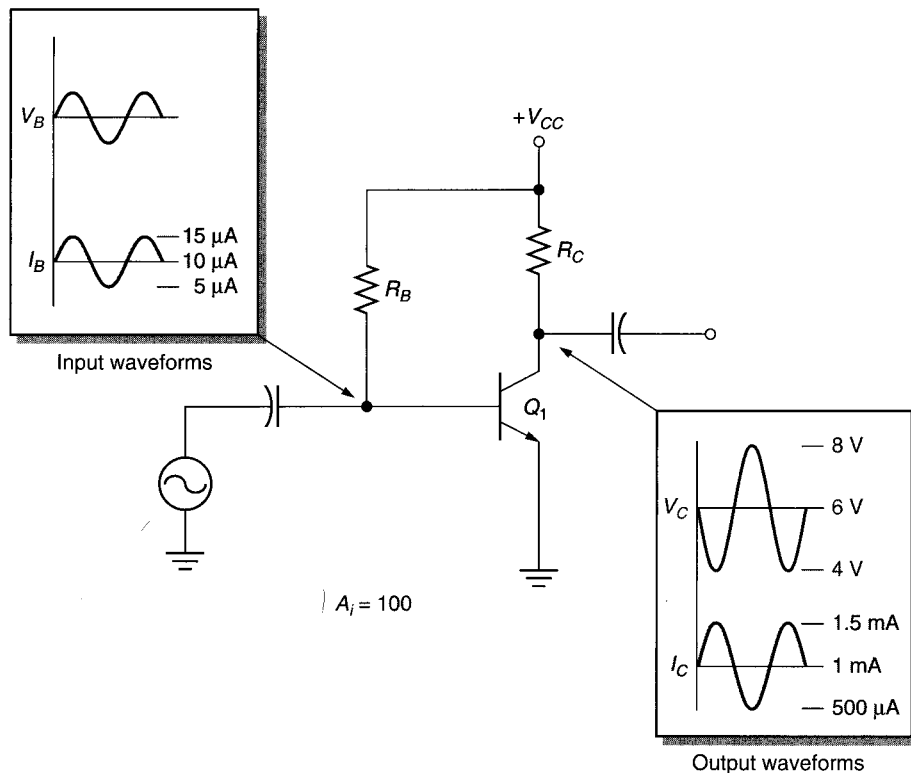 V_B
I_B
15 μA
10 μA
5 μA
Input waveforms
+V_CC
R_B
R_C
Q_1
A_i = 100
V_C
8 V
6 V
4 V
I_C
1.5 mA
1 mA
500 μA
Output waveforms